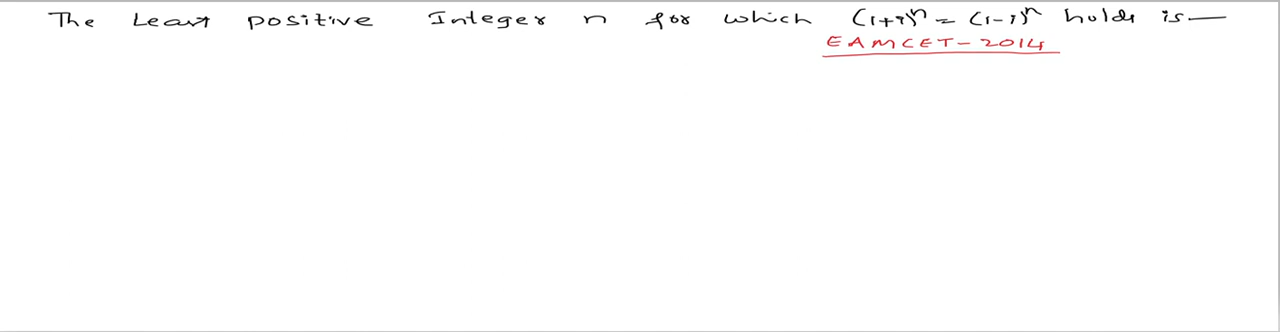 The Least positive Integer n for which (1+i)ⁿ = (1-i)ⁿ holds is —
EAMCET-2014